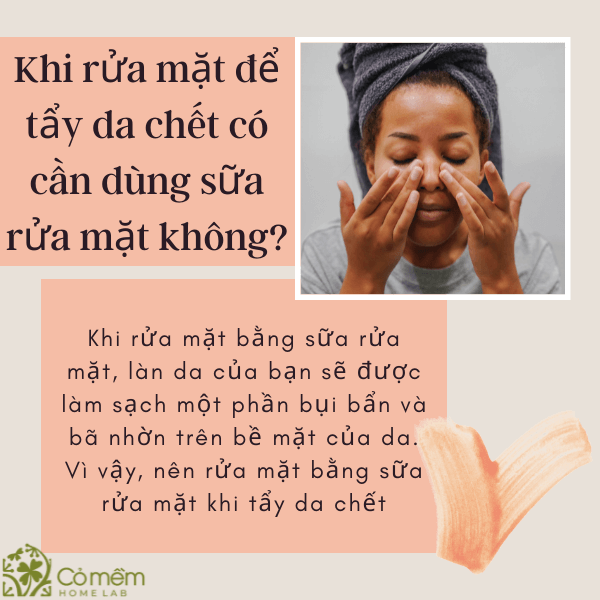 Khi rửa mặt để
tẩy da chết có
cần dùng sữa
rửa mặt không?
Khi rửa mặt bằng sữa rửa
mặt, làn da của bạn sẽ được
làm sạch một phần bụi bẩn và
bã nhờn trên bề mặt của da.
Vì vậy, nên rửa mặt bằng sữa
rửa mặt khi tẩy da chết
Cỏ mềm
HOME LAB